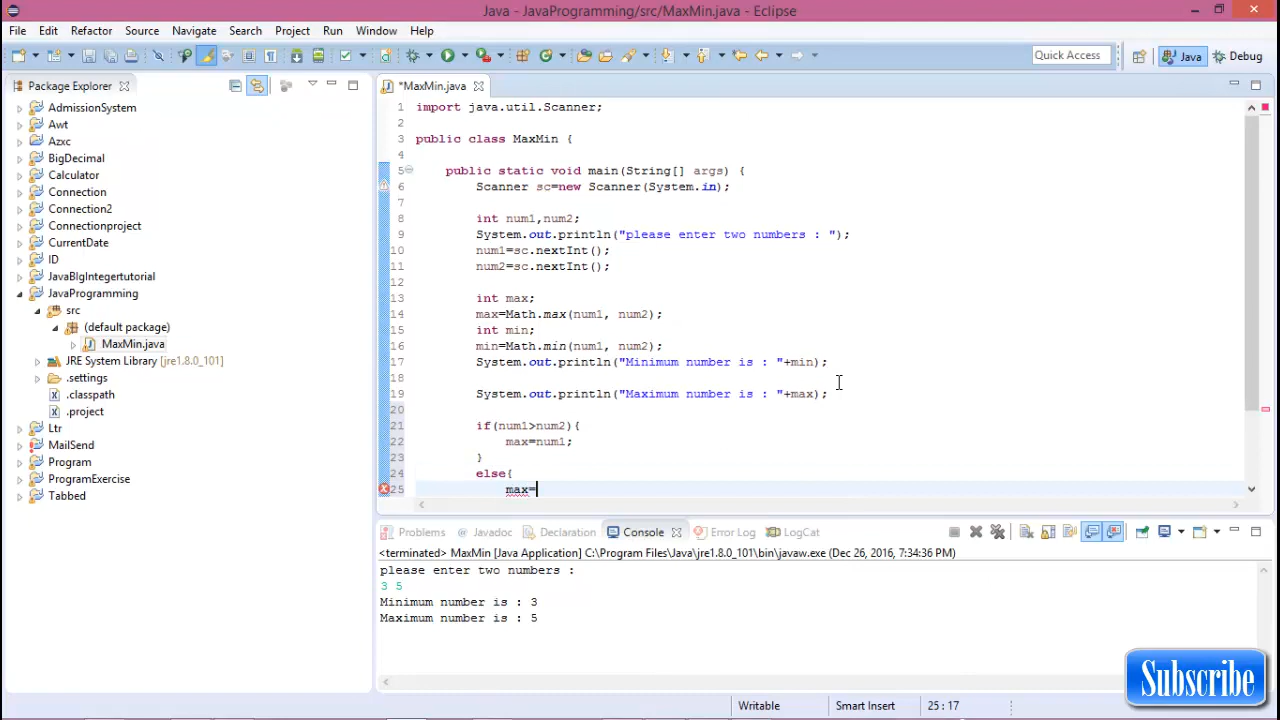 Java - JavaProgramming/src/MaxMin.java - Eclipse
File Edit Refactor Source Navigate Search Project Run Window Help
Quick Access Java Debug
Package Explorer
AdmissionSystem
Awt
Azxc
BigDecimal
Calculator
Connection
Connection2
Connectionproject
CurrentDate
ID
JavaBIgIntegertutorial
JavaProgramming
src
(default package)
MaxMin.java
JRE System Library [jre1.8.0_101]
.settings
.classpath
.project
Ltr
MailSend
Program
ProgramExercise
Tabbed
*MaxMin.java
1 import java.util.Scanner;
2
3 public class MaxMin {
4
5 public static void main(String[] args) {
6 Scanner sc=new Scanner(System.in);
7
8 int num1,num2;
9 System.out.println("please enter two numbers : ");
10 num1=sc.nextInt();
11 num2=sc.nextInt();
12
13 int max;
14 max=Math.max(num1, num2);
15 int min;
16 min=Math.min(num1, num2);
17 System.out.println("Minimum number is : "+min);
18
19 System.out.println("Maximum number is : "+max);
20
21 if(num1>num2){
22 max=num1;
23 }
24 else{
25 max=
Problems Javadoc Declaration Console Error Log LogCat
<terminated> MaxMin [Java Application] C:\Program Files\Java\jre1.8.0_101\bin\javaw.exe (Dec 26, 2016, 7:34:36 PM)
please enter two numbers :
3 5
Minimum number is : 3
Maximum number is : 5
Subscribe
Writable Smart Insert 25 : 17